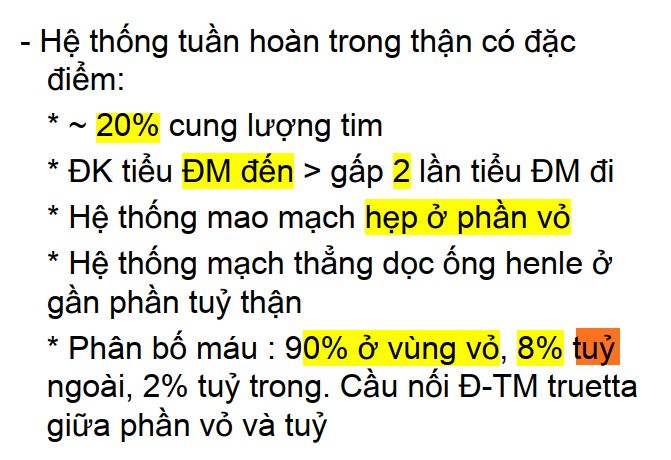 - Hệ thống tuần hoàn trong thận có đặc
điểm:
* ~ 20% cung lượng tim
* ĐK tiểu ĐM đến > gấp 2 lần tiểu ĐM đi
* Hệ thống mao mạch hẹp ở phần vỏ
* Hệ thống mạch thẳng dọc ống henle ở
gần phần tuỷ thận
* Phân bố máu : 90% ở vùng vỏ, 8% tuỷ
ngoài, 2% tuỷ trong. Cầu nối Đ-TM truetta
giữa phần vỏ và tuỷ